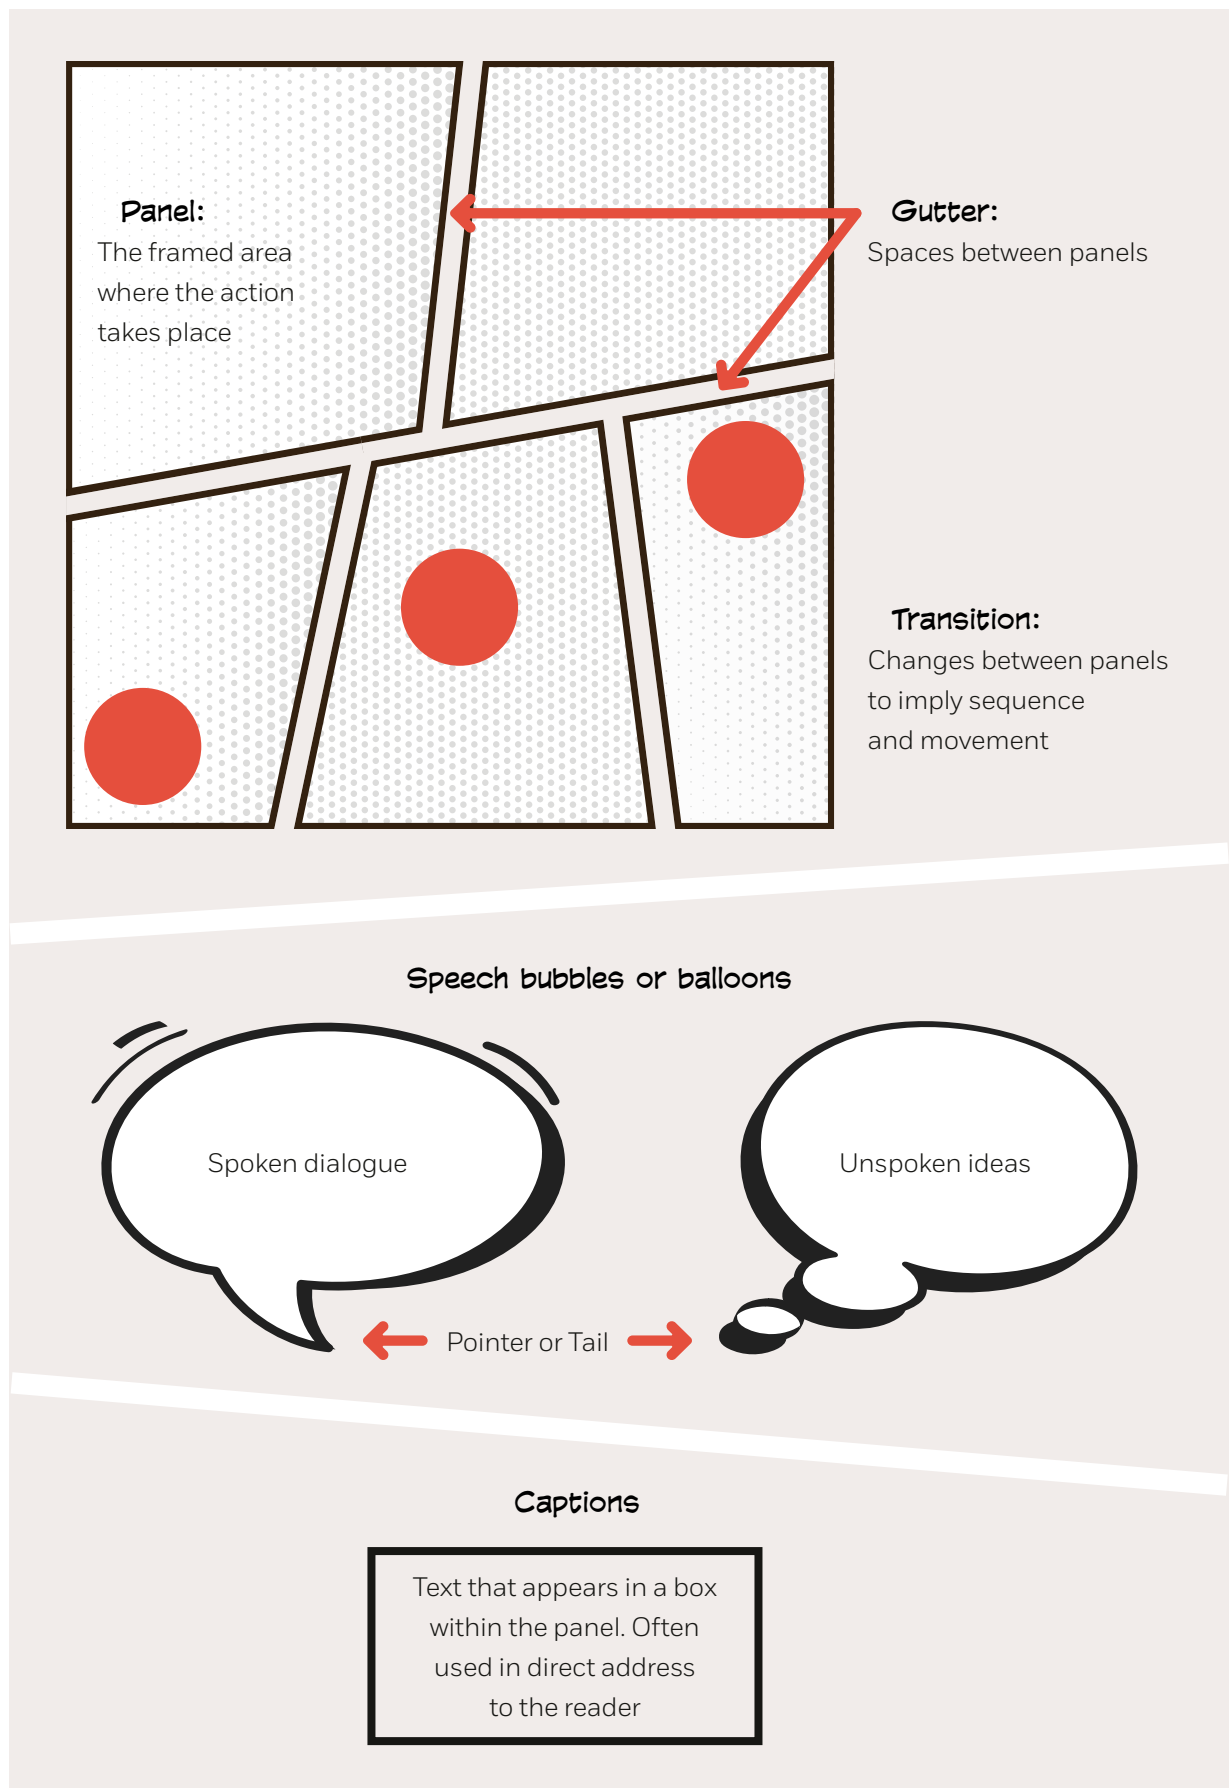 Panel:
The framed area
where the action
takes place
Gutter:
Spaces between panels
Transition:
Changes between panels
to imply sequence
and movement
Speech bubbles or balloons
Spoken dialogue
Unspoken ideas
Pointer or Tail
Captions
Text that appears in a box
within the panel. Often
used in direct address
to the reader